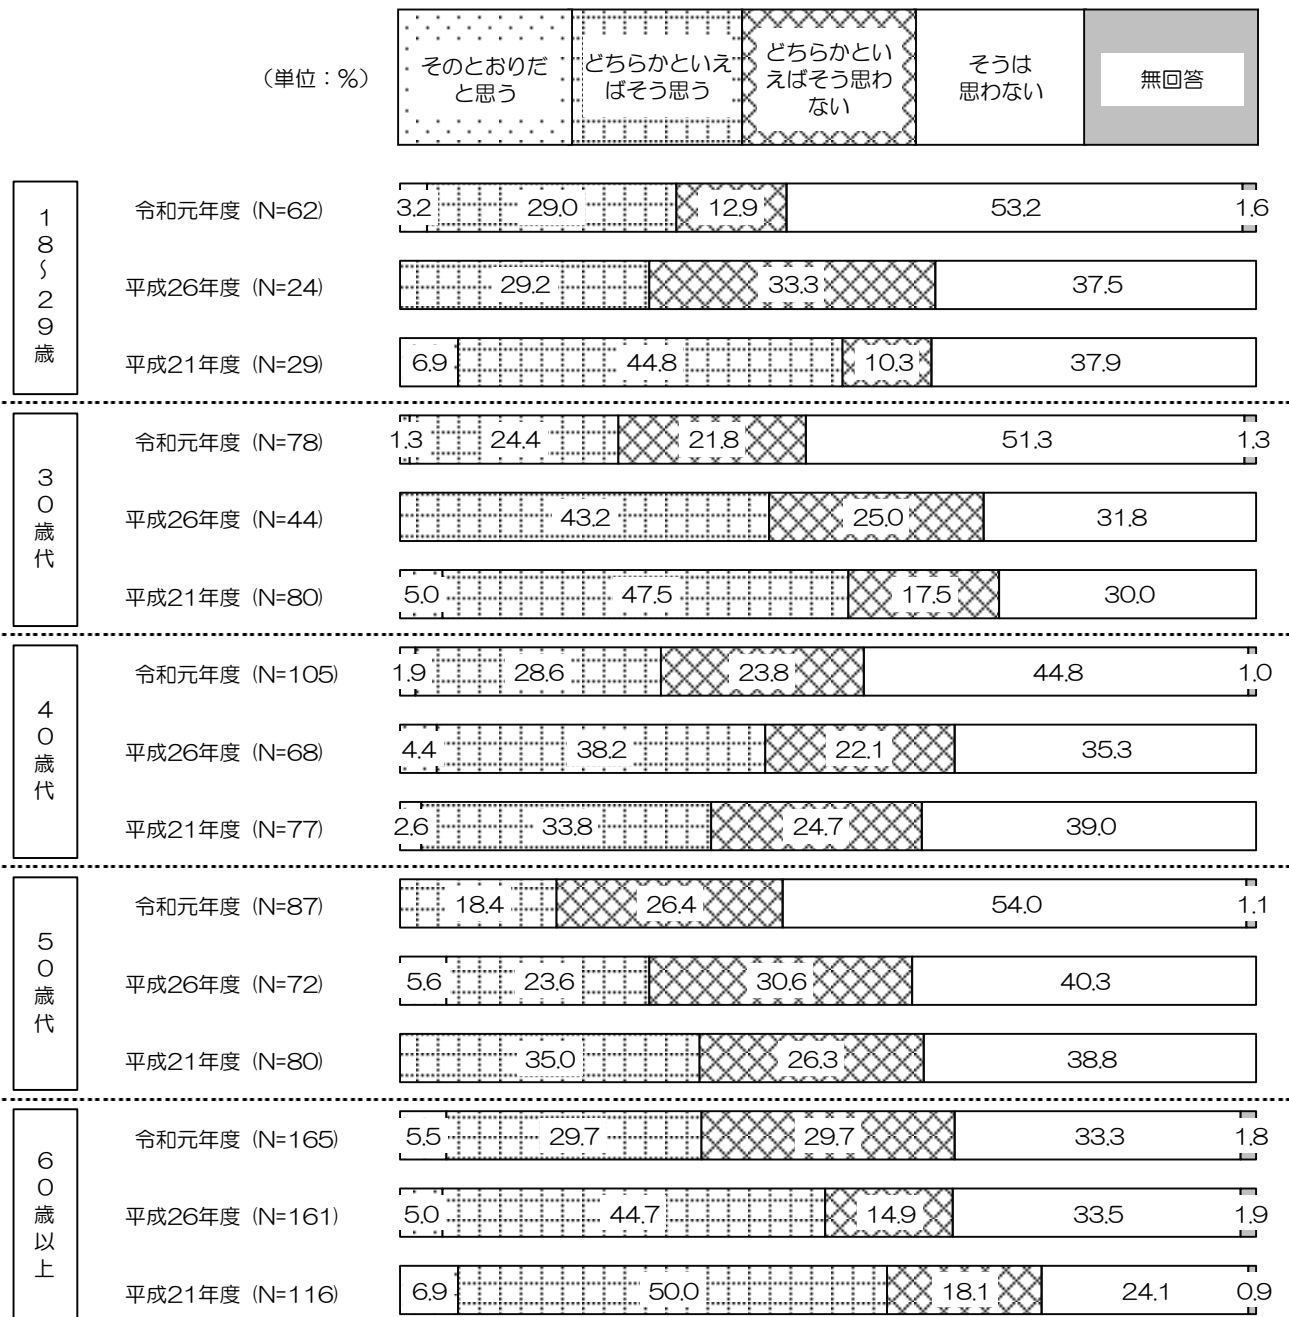 （単位：％）
そのとおりだ
と思う
どちらかといえ
ばそう思う
どちらかとい
えばそう思わ
ない
そうは
思わない
無回答
18～29歳
令和元年度 (N=62)
3.2 29.0 12.9 53.2 1.6
平成26年度 (N=24)
29.2 33.3 37.5
平成21年度 (N=29)
6.9 44.8 10.3 37.9
30歳代
令和元年度 (N=78)
1.3 24.4 21.8 51.3 1.3
平成26年度 (N=44)
43.2 25.0 31.8
平成21年度 (N=80)
5.0 47.5 17.5 30.0
40歳代
令和元年度 (N=105)
1.9 28.6 23.8 44.8 1.0
平成26年度 (N=68)
4.4 38.2 22.1 35.3
平成21年度 (N=77)
2.6 33.8 24.7 39.0
50歳代
令和元年度 (N=87)
18.4 26.4 54.0 1.1
平成26年度 (N=72)
5.6 23.6 30.6 40.3
平成21年度 (N=80)
35.0 26.3 38.8
60歳以上
令和元年度 (N=165)
5.5 29.7 29.7 33.3 1.8
平成26年度 (N=161)
5.0 44.7 14.9 33.5 1.9
平成21年度 (N=116)
6.9 50.0 18.1 24.1 0.9